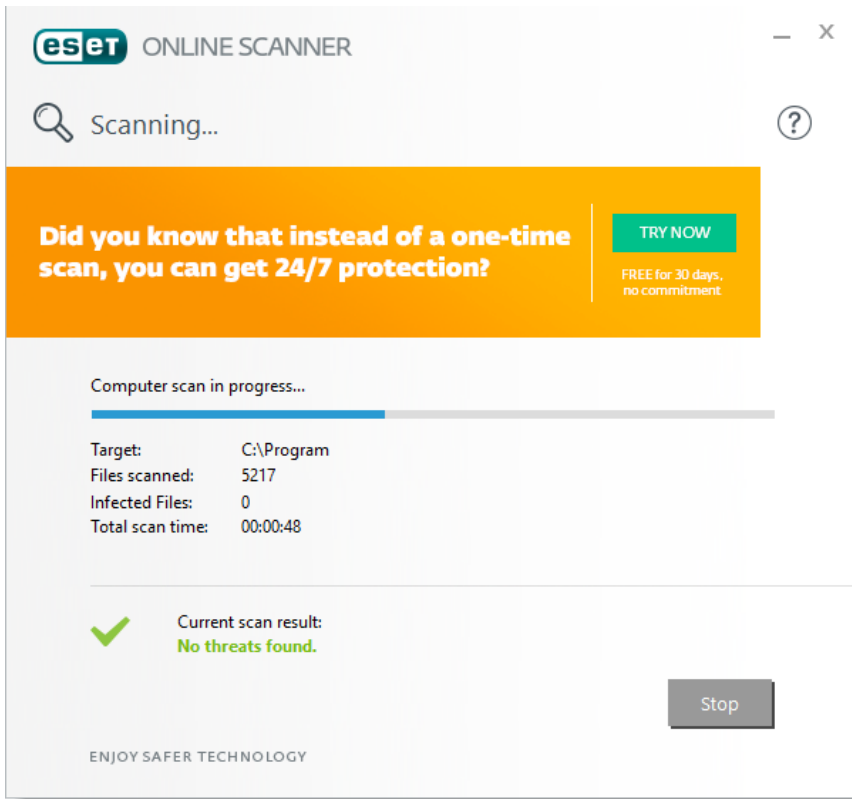 eset ONLINE SCANNER
Scanning...
?
Did you know that instead of a one-time
scan, you can get 24/7 protection?
TRY NOW
FREE for 30 days,
no commitment
Computer scan in progress...
Target: C:\Program
Files scanned: 5217
Infected Files: 0
Total scan time: 00:00:48
Current scan result:
No threats found.
Stop
ENJOY SAFER TECHNOLOGY